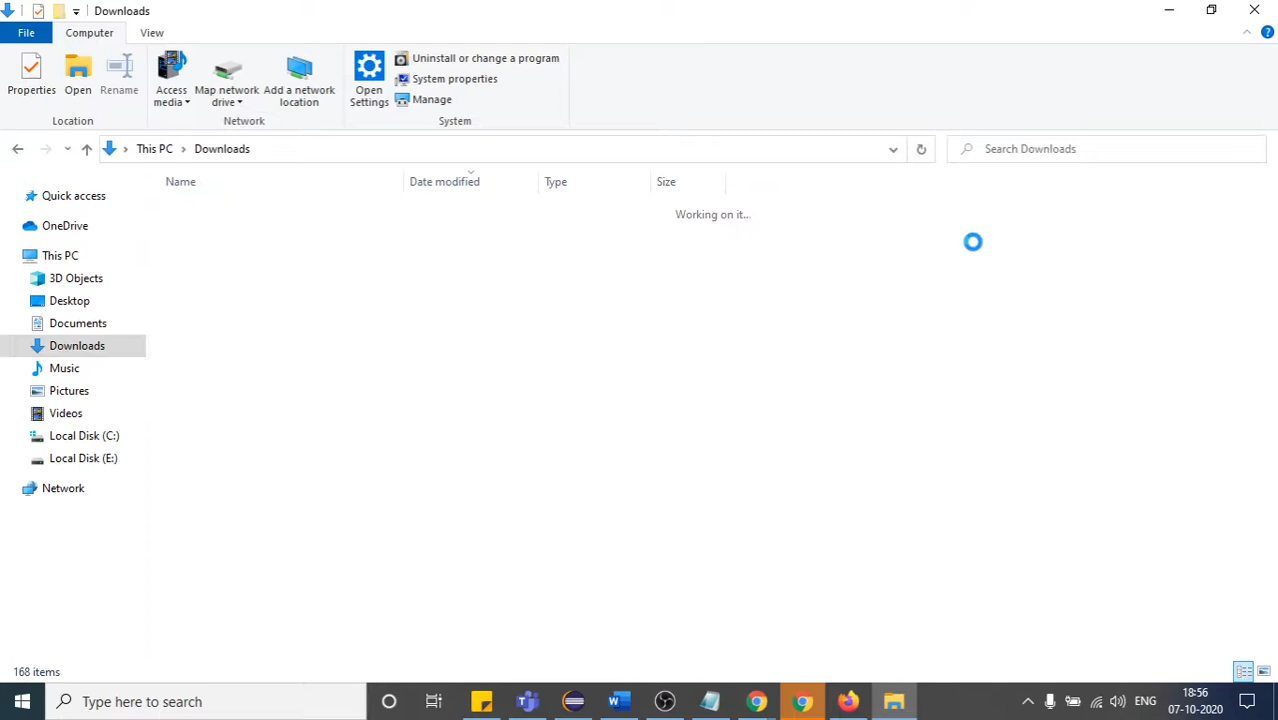 Downloads
File
Computer
View
Properties
Open
Rename
Access media
Map network drive
Add a network location
Open Settings
Uninstall or change a program
System properties
Manage
Location
Network
System
This PC
Downloads
Search Downloads
Name
Date modified
Type
Size
Working on it...
Quick access
OneDrive
This PC
3D Objects
Desktop
Documents
Downloads
Music
Pictures
Videos
Local Disk (C:)
Local Disk (E:)
Network
168 items
Type here to search
ENG
18:56
07-10-2020